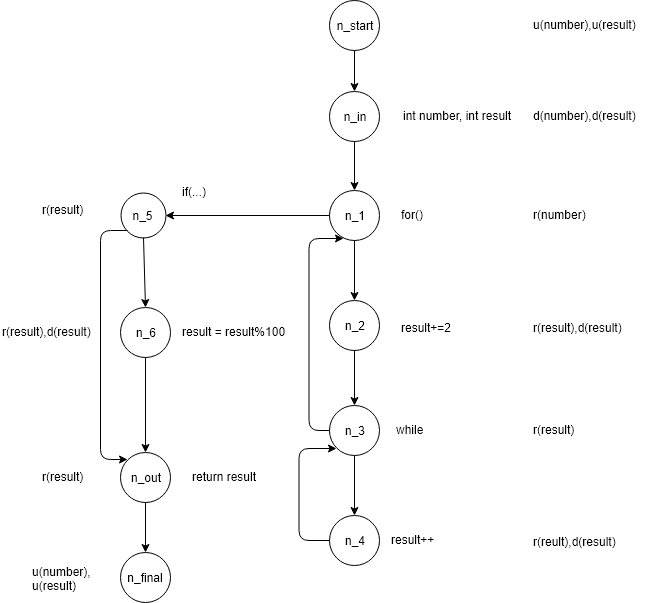 n_start
u(number),u(result)
n_in
int number, int result
d(number),d(result)
if(...)
r(result)
n_5
n_1
for()
r(number)
r(result),d(result)
n_6
result = result%100
n_2
result+=2
r(result),d(result)
n_3
while
r(result)
r(result)
n_out
return result
n_4
result++
r(reult),d(result)
u(number),
u(result)
n_final